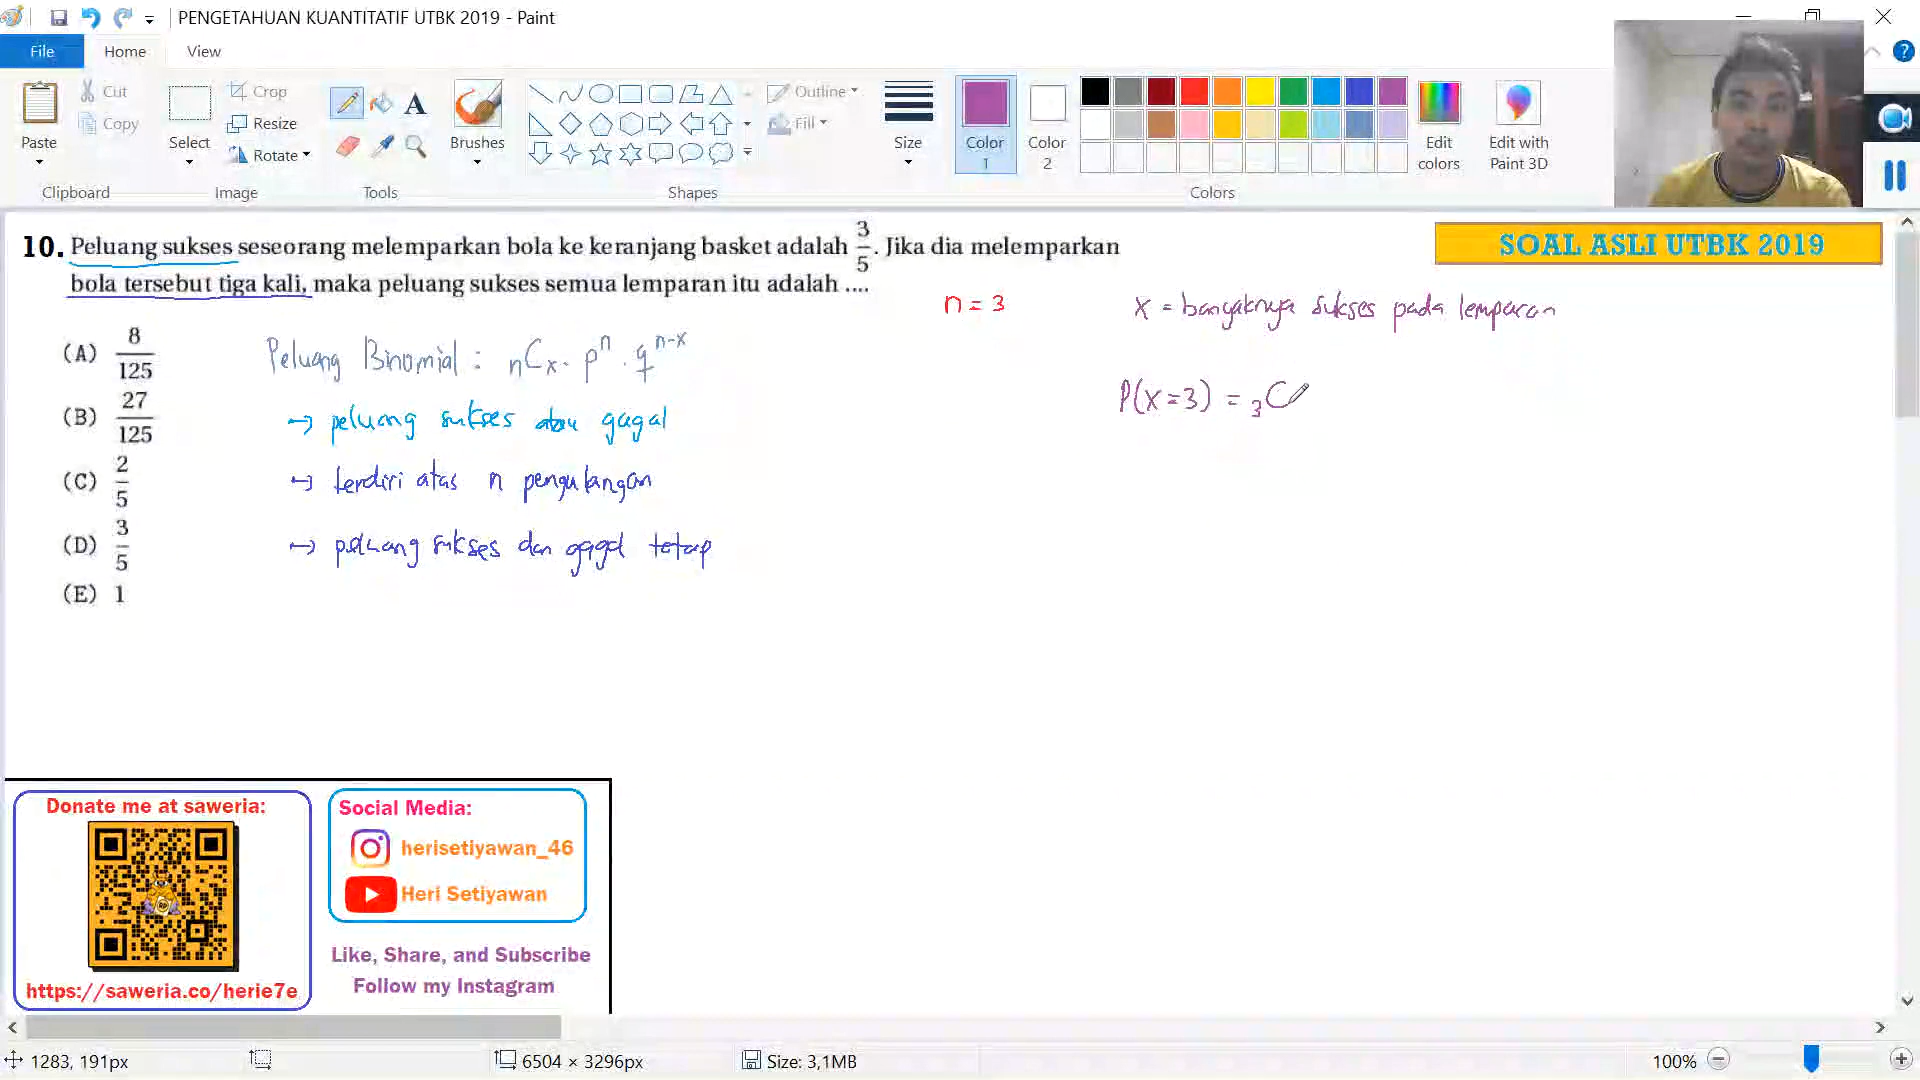 PENGETAHUAN KUANTITATIF UTBK 2019 - Paint
File
Home
View
Paste
Cut
Copy
Clipboard
Select
Crop
Resize
Rotate
Image
A
Tools
Brushes
Outline
Fill
Shapes
Size
Color 1
Color 2
Edit colors
Edit with Paint 3D
Colors
10. Peluang sukses seseorang melemparkan bola ke keranjang basket adalah 3/5. Jika dia melemparkan
bola tersebut tiga kali, maka peluang sukses semua lemparan itu adalah ....
(A) 8/125
(B) 27/125
(C) 2/5
(D) 3/5
(E) 1
SOAL ASLI UTBK 2019
n = 3
x = banyaknya sukses pada lemparan
Peluang Binomial : nCx . p^n . q^(n-x)
P(x=3) = 3C
→ peluang sukses atau gagal
→ terdiri atas n pengulangan
→ peluang sukses dan gagal tetap
Donate me at saweria:
https://saweria.co/herie7e
Social Media:
herisetiyawan_46
Heri Setiyawan
Like, Share, and Subscribe
Follow my Instagram
1283, 191px
6504 × 3296px
Size: 3,1MB
100%